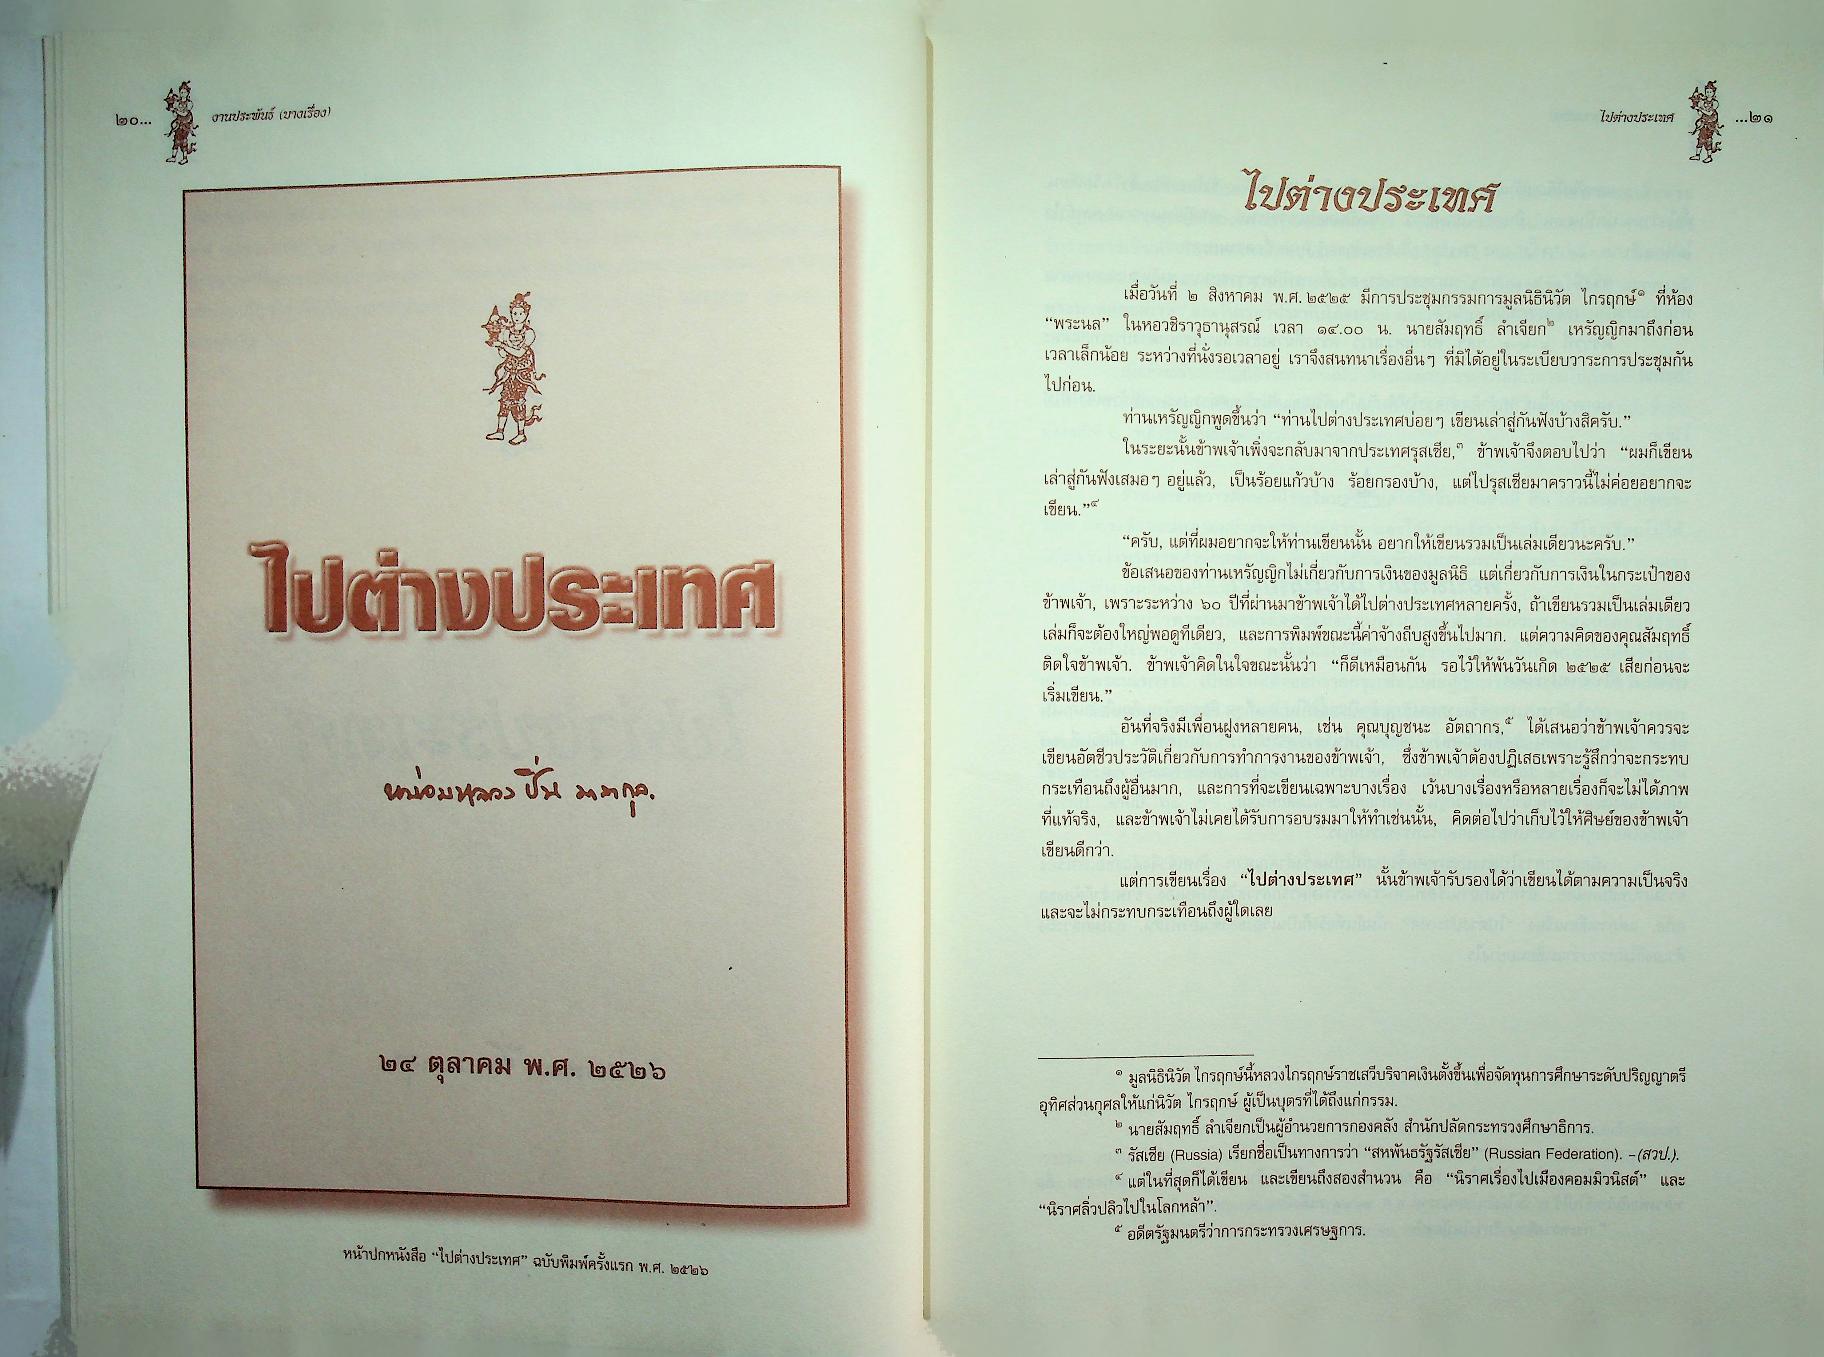 ๒๐...
งานประพันธ์ (บางเรื่อง)
ไปต่างประเทศ
หม่อมหลวง ปิ่น มาลากุล.
๒๔ ตุลาคม พ.ศ. ๒๕๒๖
หน้าปกหนังสือ “ไปต่างประเทศ” ฉบับพิมพ์ครั้งแรก พ.ศ. ๒๕๒๖
ไปต่างประเทศ
...๒๑
ไปต่างประเทศ
เมื่อวันที่ ๒ สิงหาคม พ.ศ. ๒๕๒๕ มีการประชุมกรรมการมูลนิธินิวัต ไกรฤกษ์๑ ที่ห้อง
“พระนล” ในหอวชิราวุธานุสรณ์ เวลา ๑๔.๐๐ น. นายสัมฤทธิ์ ลำเจียก๒ เหรัญญิกมาถึงก่อน
เวลาเล็กน้อย ระหว่างที่นั่งรอเวลาอยู่ เราจึงสนทนาเรื่องอื่นๆ ที่มิได้อยู่ในระเบียบวาระการประชุมกัน
ไปก่อน.
ท่านเหรัญญิกพูดขึ้นว่า “ท่านไปต่างประเทศบ่อยๆ เขียนเล่าสู่กันฟังบ้างสิครับ.”
ในระยะนั้นข้าพเจ้าเพิ่งจะกลับมาจากประเทศรุสเซีย,๓ ข้าพเจ้าจึงตอบไปว่า “ผมก็เขียน
เล่าสู่กันฟังเสมอๆ อยู่แล้ว, เป็นร้อยแก้วบ้าง ร้อยกรองบ้าง, แต่ไปรุสเซียมาคราวนี้ไม่ค่อยอยากจะ
เขียน.”๔
“ครับ, แต่ที่ผมอยากจะให้ท่านเขียนนั้น อยากให้เขียนรวมเป็นเล่มเดียวนะครับ.”
ข้อเสนอของท่านเหรัญญิกไม่เกี่ยวกับการเงินของมูลนิธิ แต่เกี่ยวกับการเงินในกระเป๋าของ
ข้าพเจ้า, เพราะระหว่าง ๖๐ ปีที่ผ่านมาข้าพเจ้าได้ไปต่างประเทศหลายครั้ง, ถ้าเขียนรวมเป็นเล่มเดียว
เล่มก็จะต้องใหญ่พอดูทีเดียว, และการพิมพ์ขณะนี้ค่าจ้างถีบสูงขึ้นไปมาก. แต่ความคิดของคุณสัมฤทธิ์
ติดใจข้าพเจ้า. ข้าพเจ้าคิดในใจขณะนั้นว่า “ก็ดีเหมือนกัน รอไว้ให้พ้นวันเกิด ๒๕๒๕ เสียก่อนจะ
เริ่มเขียน.”
อันที่จริงมีเพื่อนฝูงหลายคน, เช่น คุณบุญชนะ อัตถากร,๕ ได้เสนอว่าข้าพเจ้าควรจะ
เขียนอัตชีวประวัติเกี่ยวกับการทำการงานของข้าพเจ้า, ซึ่งข้าพเจ้าต้องปฏิเสธเพราะรู้สึกว่าจะกระทบ
กระเทือนถึงผู้อื่นมาก, และการที่จะเขียนเฉพาะบางเรื่อง เว้นบางเรื่องหรือหลายเรื่องก็จะไม่ได้ภาพ
ที่แท้จริง, และข้าพเจ้าไม่เคยได้รับการอบรมมาให้ทำเช่นนั้น, คิดต่อไปว่าเก็บไว้ให้ศิษย์ของข้าพเจ้า
เขียนดีกว่า.
แต่การเขียนเรื่อง “ไปต่างประเทศ” นั้นข้าพเจ้ารับรองได้ว่าเขียนได้ตามความเป็นจริง
และจะไม่กระทบกระเทือนถึงผู้ใดเลย
๑ มูลนิธินิวัต ไกรฤกษ์นี้หลวงไกรฤกษ์ราชเสวีบริจาคเงินตั้งขึ้นเพื่อจัดทุนการศึกษาระดับปริญญาตรี
อุทิศส่วนกุศลให้แก่นิวัต ไกรฤกษ์ ผู้เป็นบุตรที่ได้ถึงแก่กรรม.
๒ นายสัมฤทธิ์ ลำเจียกเป็นผู้อำนวยการกองคลัง สำนักปลัดกระทรวงศึกษาธิการ.
๓ รัสเซีย (Russia) เรียกชื่อเป็นทางการว่า “สหพันธรัฐรัสเซีย” (Russian Federation). –(สวป.).
๔ แต่ในที่สุดก็ได้เขียน และเขียนถึงสองสำนวน คือ “นิราศเรื่องไปเมืองคอมมิวนิสต์” และ
“นิราศลิ่วปลิวไปในโลกหล้า”.
๕ อดีตรัฐมนตรีว่าการกระทรวงเศรษฐการ.